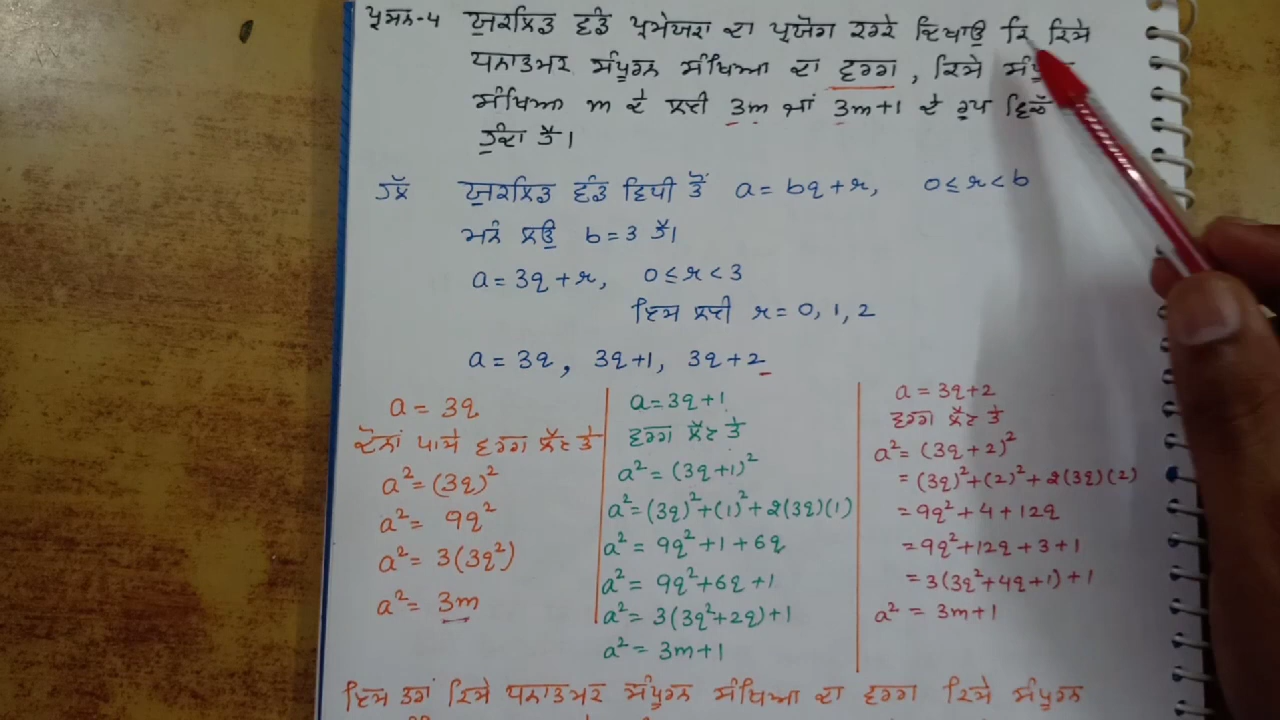 ਪ੍ਰਸ਼ਨ-4 ਯੂਕਲਿਡ ਵੰਡ ਪ੍ਰਮੇਯਿਕਾ ਦਾ ਪ੍ਰਯੋਗ ਕਰਕੇ ਦਿਖਾਉ ਕਿ ਕਿਸੇ
ਧਨਾਤਮਕ ਸੰਪੂਰਨ ਸੰਖਿਆ ਦਾ ਵਰਗ, ਕਿਸੇ ਸੰਪੂਰਨ
ਸੰਖਿਆ m ਦੇ ਲਈ 3m ਜਾਂ 3m+1 ਦੇ ਰੂਪ ਵਿੱਚ
ਹੁੰਦਾ ਹੈ।
ਹੱਲ ਯੂਕਲਿਡ ਵੰਡ ਵਿਧੀ ਤੋਂ a = bq + r, 0 ≤ r < b
ਮਨ ਲਉ b = 3 ਹੈ।
a = 3q + r, 0 ≤ r < 3
ਇਸ ਲਈ r = 0, 1, 2
a = 3q, 3q+1, 3q+2
a = 3q
ਦੋਨਾਂ ਪਾਸੇ ਵਰਗ ਲੈਣ ਤੇ
a² = (3q)²
a² = 9q²
a² = 3(3q²)
a² = 3m
a = 3q+1
ਵਰਗ ਲੈਣ ਤੇ
a² = (3q+1)²
a² = (3q)²+(1)²+2(3q)(1)
a² = 9q²+1+6q
a² = 9q²+6q+1
a² = 3(3q²+2q)+1
a² = 3m+1
a = 3q+2
ਵਰਗ ਲੈਣ ਤੇ
a² = (3q+2)²
= (3q)²+(2)²+2(3q)(2)
= 9q²+4+12q
= 9q²+12q+3+1
= 3(3q²+4q+1)+1
a² = 3m+1
ਇਸ ਤਰਾਂ ਕਿਸੇ ਧਨਾਤਮਕ ਸੰਪੂਰਨ ਸੰਖਿਆ ਦਾ ਵਰਗ ਕਿਸੇ ਸੰਪੂਰਨ